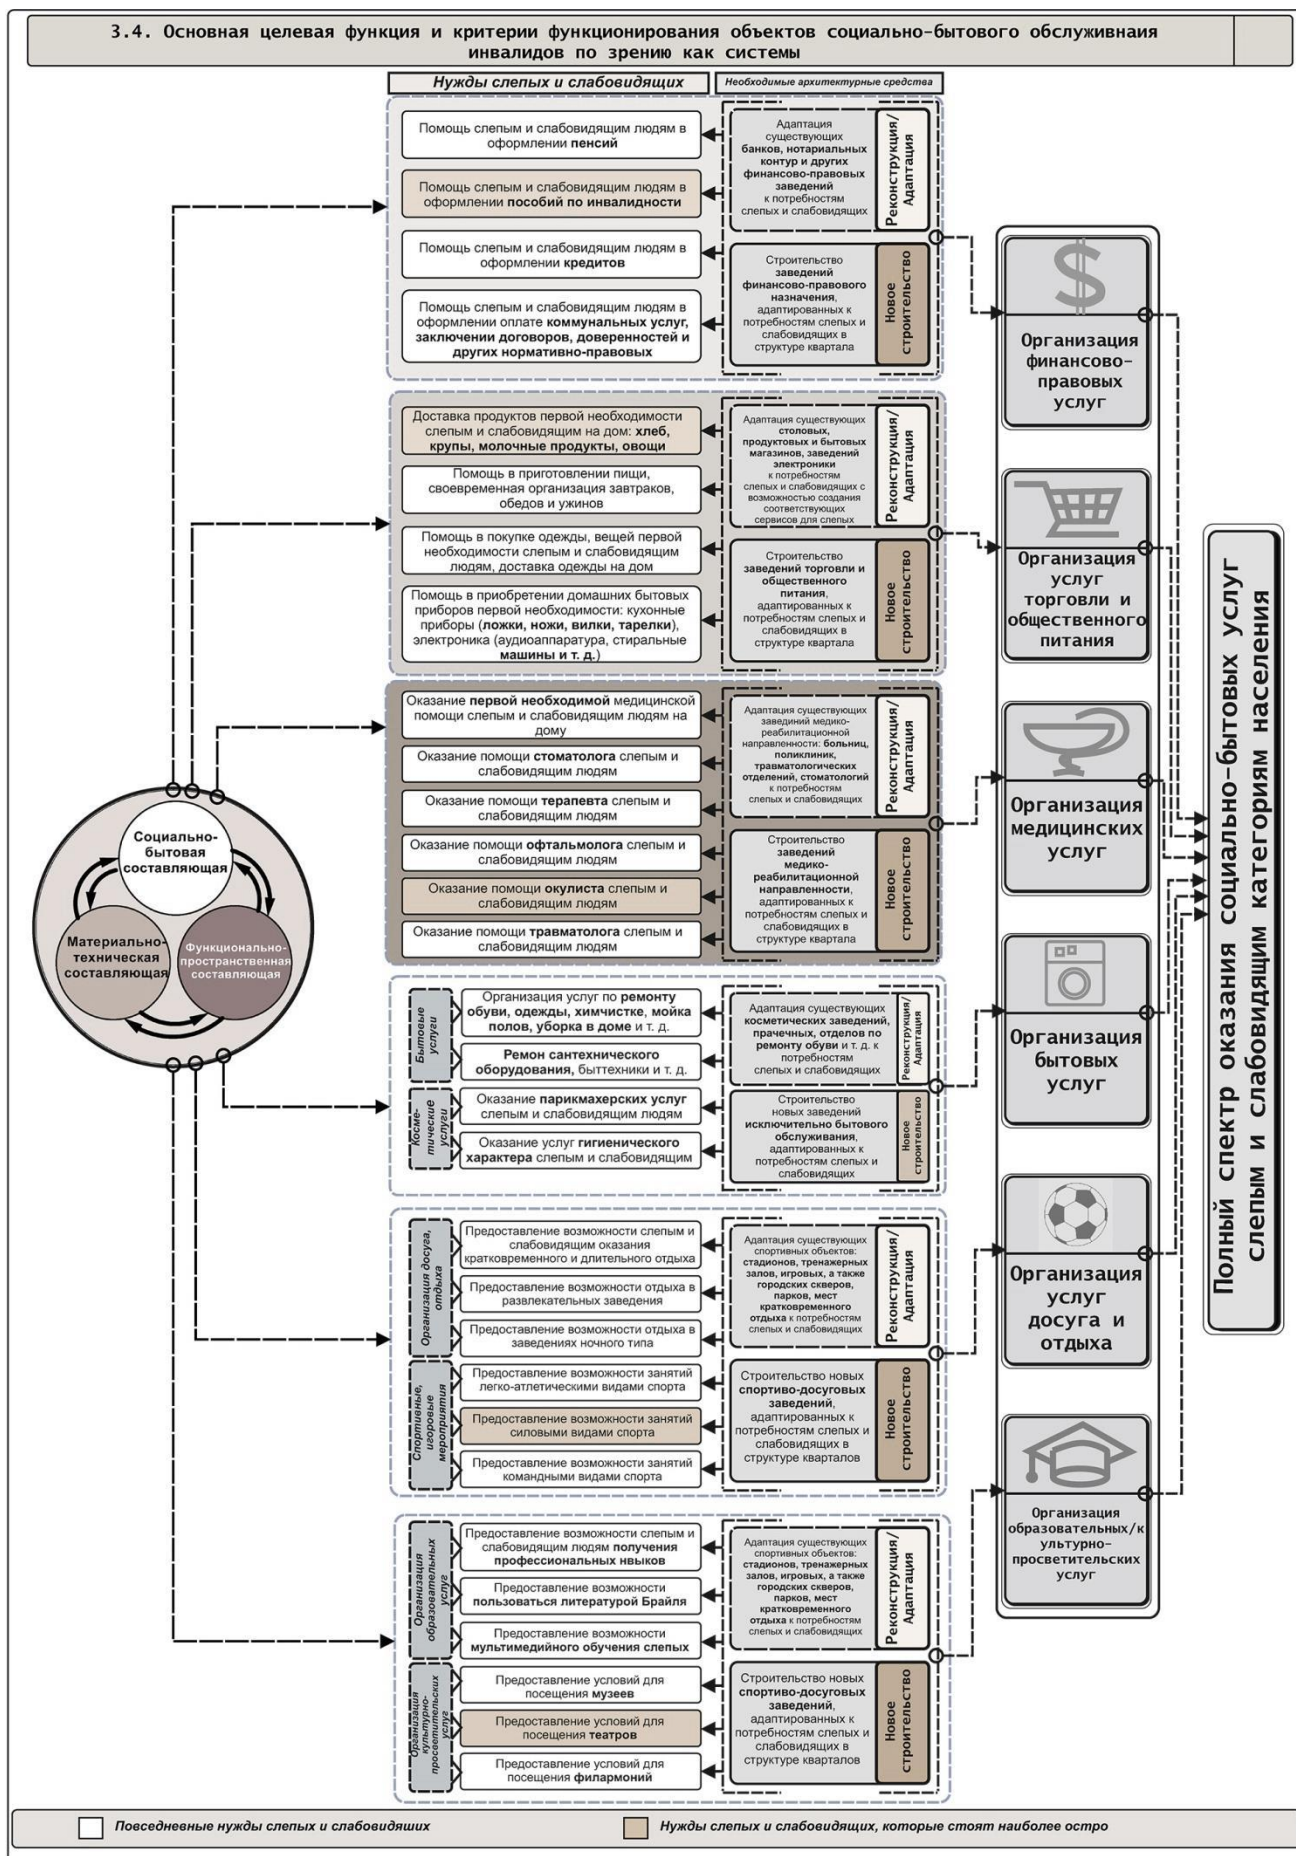 3.4. Основная целевая функция и критерии функционирования объектов социально-бытового обслуживнаия
инвалидов по зрению как системы
Нужды слепых и слабовидящих
Необходимые архитектурные средства
Помощь слепым и слабовидящим людям в
оформлении пенсий
Помощь слепым и слабовидящим людям в
оформлении пособий по инвалидности
Помощь слепым и слабовидящим людям в
оформлении кредитов
Помощь слепым и слабовидящим людям в
оформлении оплате коммунальных услуг,
заключении договоров, доверенностей и
других нормативно-правовых
Адаптация
существующих
банков, нотариальных
контур и других
финансово-правовых
заведений
к потребностям
слепых и слабовидящих
Реконструкция/
Адаптация
Строительство
заведений
финансово-правового
назначения,
адаптированных к
потребностям слепых и
слабовидящих в
структуре квартала
Новое
строительство
Организация
финансово-
правовых
услуг
Доставка продуктов первой необходимости
слепым и слабовидящим на дом: хлеб,
крупы, молочные продукты, овощи
Помощь в приготовлении пищи,
своевременная организация завтраков,
обедов и ужинов
Помощь в покупке одежды, вещей первой
необходимости слепым и слабовидящим
людям, доставка одежды на дом
Помощь в приобретении домашних бытовых
приборов первой необходимости: кухонные
приборы (ложки, ножи, вилки, тарелки),
электроника (аудиоаппаратура, стиральные
машины и т. д.)
Адаптация существующих
столовых,
продуктовых и бытовых
магазинов, заведений
электроники
к потребностям
слепых и слабовидящих с
возможностью создания
соответствующих
сервисов для слепых
Реконструкция/
Адаптация
Строительство
заведений торговли и
общественного
питания,
адаптированных к
потребностям слепых и
слабовидящих в
структуре квартала
Новое
строительство
Организация
услуг
торговли и
общественного
питания
Оказание первой необходимой медицинской
помощи слепым и слабовидящим людям на
дому
Оказание помощи стоматолога слепым и
слабовидящим людям
Оказание помощи терапевта слепым и
слабовидящим людям
Оказание помощи офтальмолога слепым и
слабовидящим людям
Оказание помощи окулиста слепым и
слабовидящим людям
Оказание помощи травматолога слепым и
слабовидящим людям
Адаптация существующих
завединий медико-
реабилитационной
направленности: больниц,
поликлиник,
травматологических
отделений, стоматологий
к потребностям
слепых и слабовидящих
Реконструкция/
Адаптация
Строительство
заведений
медико-
реабилитационной
направленности,
адаптированных к
потребностям слепых и
слабовидящих в
структуре квартала
Новое
строительство
Организация
медицинских
услуг
Социально-
бытовая
составляющая
Материально-
техническая
составляющая
Функционально-
пространственная
составляющая
Бытовые
услуги
Организация услуг по ремонту
обуви, одежды, химчистке, мойка
полов, уборка в доме и т. д.
Ремон сантехнического
оборудования, быттехники и т. д.
Косме-
тические
услуги
Оказание парикмахерских услуг
слепым и слабовидящим людям
Оказание услуг гигиенического
характера слепым и слабовидящим
Адаптация существующих
косметических заведений,
прачечных, отделов по
ремонту обуви и т. д. к
потребностям
слепых и слабовидящих
Реконструкция/
Адаптация
Строительство
новых заведений
исключительно бытового
обслуживания,
адаптированных к
потребностям слепых и
слабовидящих
Новое
строительство
Организация
бытовых
услуг
Организация досуга,
отдыха
Предоставление возможности слепым и
слабовидящим оказания
кратковременного и длительного отдыха
Предоставление возможности отдыха в
развлекательных заведения
Предоставление возможности отдыха в
заведениях ночного типа
Спортивные,
игоровые
мероприятия
Предоставление возможности занятий
легко-атлетическими видами спорта
Предоставление возможности занятий
силовыми видами спорта
Предоставление возможности занятий
командными видами спорта
Адаптация существующих
спортивных объектов:
стадионов, тренажерных
залов, игровых, а также
городских скверов,
парков, мест
кратковременного
отдыха к потребностям
слепых и слабовидящих
Реконструкция/
Адаптация
Строительство новых
спортиво-досуговых
заведений,
адаптированных к
потребностям слепых и
слабовидящих в
структуре кварталов
Новое
строительство
Организация
услуг
досуга и
отдыха
Организация
образовательных
услуг
Предоставление возможности слепым и
слабовидящим людям получения
профессиональных нвыков
Предоставление возможности
пользоваться литературой Брайля
Предоставление возможности
мультимедийного обучения слепых
Организация
культурно-
просветительских
услуг
Предоставление условий для
посещения музеев
Предоставление условий для
посещения театров
Предоставление условий для
посещения филармоний
Адаптация существующих
спортивных объектов:
стадионов, тренажерных
залов, игровых, а также
городских скверов,
парков, мест
кратковременного
отдыха к потребностям
слепых и слабовидящих
Реконструкция/
Адаптация
Строительство новых
спортиво-досуговых
заведений,
адаптированных к
потребностям слепых и
слабовидящих в
структуре кварталов
Новое
строительство
Организация
образовательных/к
ультурно-
просветительских
услуг
Полный спектр оказания социально-бытовых услуг
слепым и слабовидящим категориям населения
Повседневные нужды слепых и слабовидяших
Нужды слепых и слабовидящих, которые стоят наиболее остро